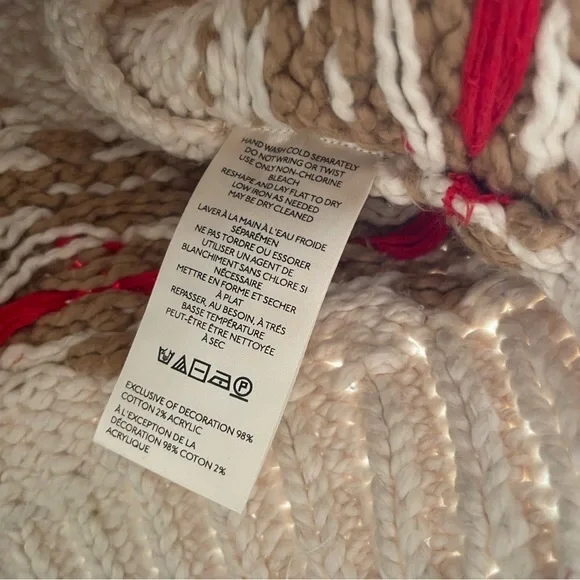 HAND WASH COLD SEPARATELY
DO NOT WRING OR TWIST
USE ONLY NON-CHLORINE
BLEACH
RESHAPE AND LAY FLAT TO DRY
LOW IRON AS NEEDED
MAY BE DRY CLEANED
LAVER À LA MAIN À L'EAU FROIDE
SÉPARÉMEN
NE PAS TORDRE OU ESSORER
UTILISER UN AGENT DE
BLANCHIMENT SANS CHLORE SI
NÉCESSAIRE
METTRE EN FORME ET SECHER
À PLAT
REPASSER, AU BESOIN, À TRÈS
BASSE TEMPÉRATURE
PEUT-ÊTRE ÊTRE NETTOYÉE
À SEC
P
EXCLUSIVE OF DECORATION 98%
COTTON 2% ACRYLIC
À L'EXCEPTION DE LA
DÉCORATION 98% COTON 2%
ACRYLIQUE